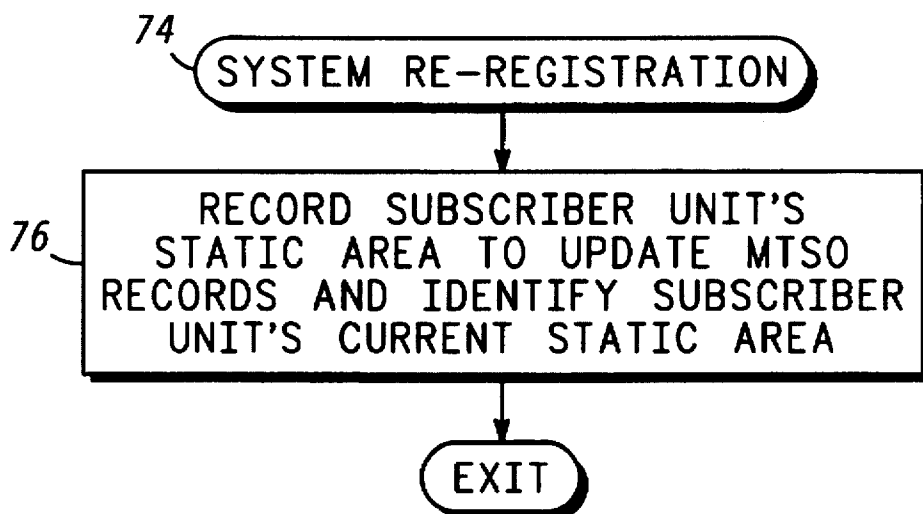 74
SYSTEM RE-REGISTRATION
76
RECORD SUBSCRIBER UNIT'S
STATIC AREA TO UPDATE MTSO
RECORDS AND IDENTIFY SUBSCRIBER
UNIT'S CURRENT STATIC AREA
EXIT